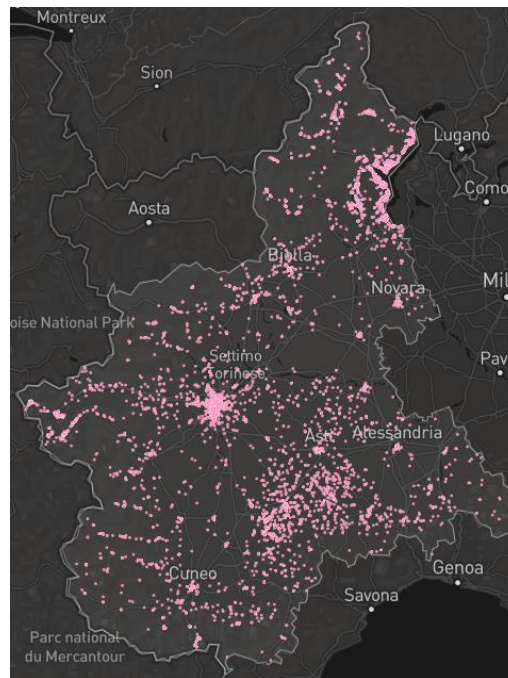 Montreux
Sion
Lugano
Como
Aosta
Biella
Novara
Mil
oise National Park
Settimo
Torinese
Pav
Asti
Alessandria
Cuneo
Genoa
Savona
Parc national
du Mercantour